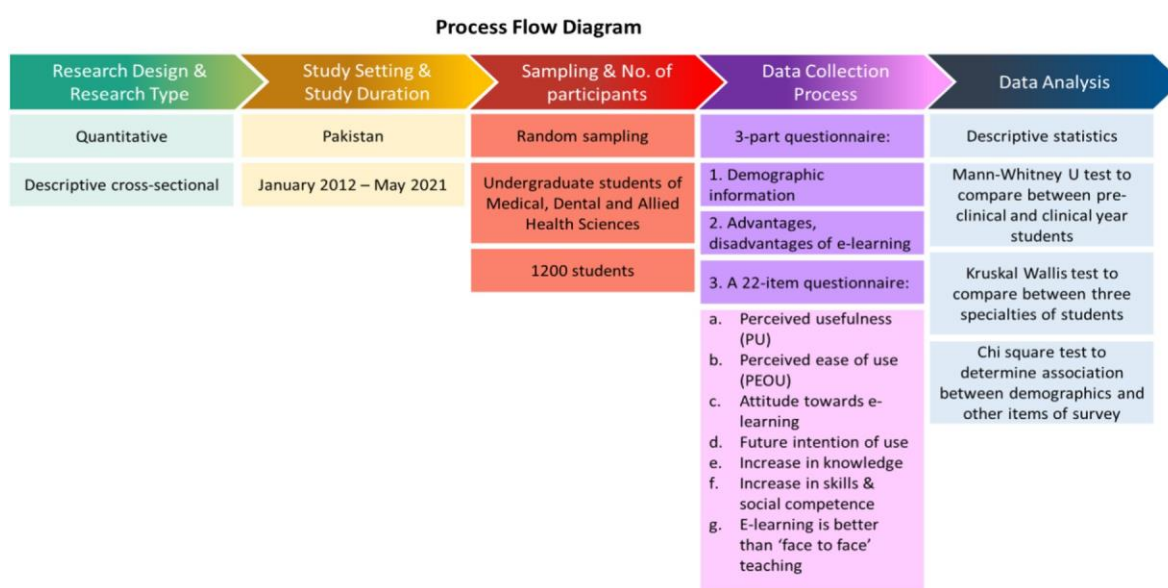 Process Flow Diagram
Research Design &
Research Type
Quantitative
Descriptive cross-sectional
Study Setting &
Study Duration
Pakistan
January 2012 – May 2021
Sampling & No. of
participants
Random sampling
Undergraduate students of
Medical, Dental and Allied
Health Sciences
1200 students
Data Collection
Process
3-part questionnaire:
1. Demographic
information
2. Advantages,
disadvantages of e-learning
3. A 22-item questionnaire:
a. Perceived usefulness
(PU)
b. Perceived ease of use
(PEOU)
c. Attitude towards e-
learning
d. Future intention of use
e. Increase in knowledge
f. Increase in skills &
social competence
g. E-learning is better
than ‘face to face’
teaching
Data Analysis
Descriptive statistics
Mann-Whitney U test to
compare between pre-
clinical and clinical year
students
Kruskal Wallis test to
compare between three
specialties of students
Chi square test to
determine association
between demographics and
other items of survey